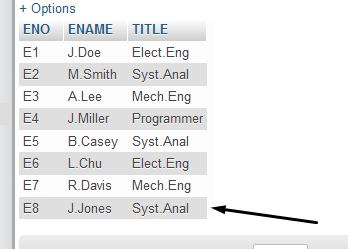 + Options
ENO ENAME TITLE
E1 J.Doe Elect.Eng
E2 M.Smith Syst.Anal
E3 A.Lee Mech.Eng
E4 J.Miller Programmer
E5 B.Casey Syst.Anal
E6 L.Chu Elect.Eng
E7 R.Davis Mech.Eng
E8 J.Jones Syst.Anal